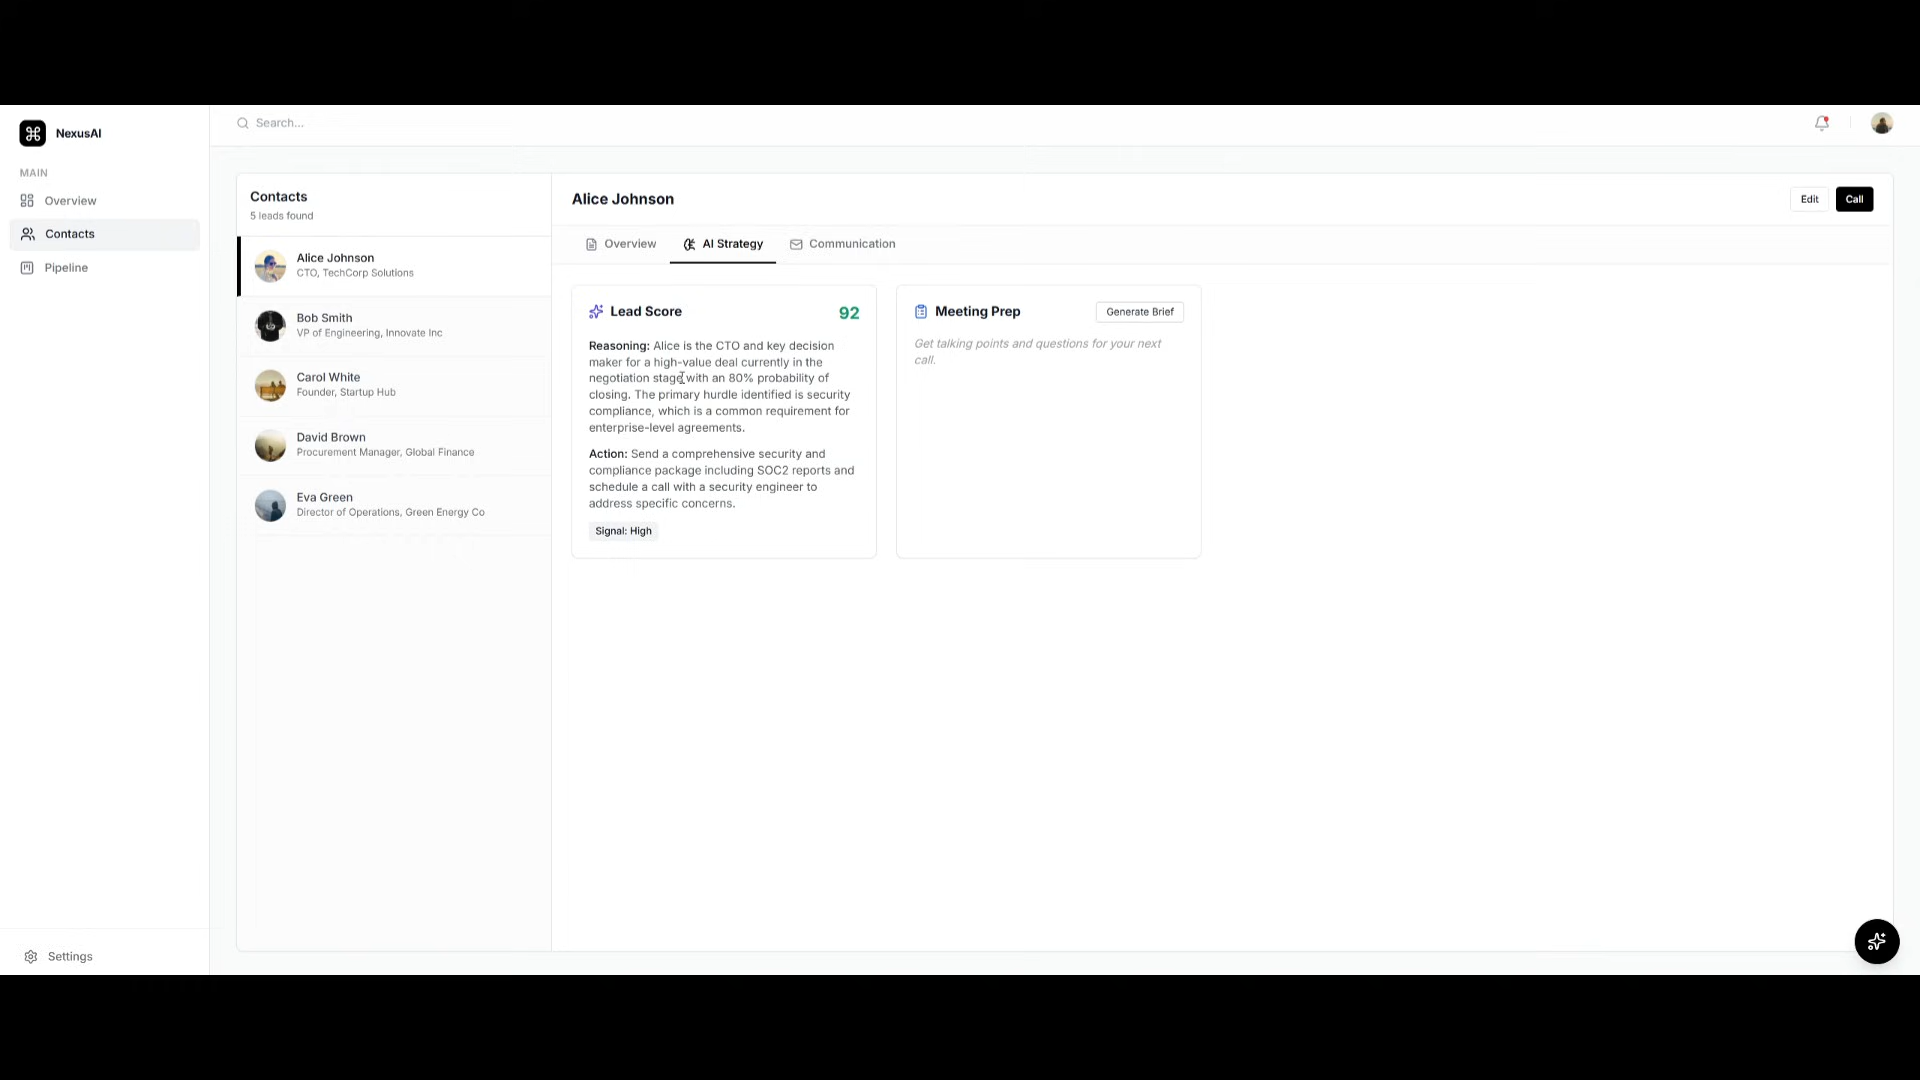 NexusAI
Search...
MAIN
Overview
Contacts
Pipeline
Settings
Contacts
5 leads found
Alice Johnson
CTO, TechCorp Solutions
Bob Smith
VP of Engineering, Innovate Inc
Carol White
Founder, Startup Hub
David Brown
Procurement Manager, Global Finance
Eva Green
Director of Operations, Green Energy Co
Alice Johnson
Edit
Call
Overview
AI Strategy
Communication
Lead Score
92
Reasoning: Alice is the CTO and key decision
maker for a high-value deal currently in the
negotiation stage with an 80% probability of
closing. The primary hurdle identified is security
compliance, which is a common requirement for
enterprise-level agreements.
Action: Send a comprehensive security and
compliance package including SOC2 reports and
schedule a call with a security engineer to
address specific concerns.
Signal: High
Meeting Prep
Generate Brief
Get talking points and questions for your next
call.